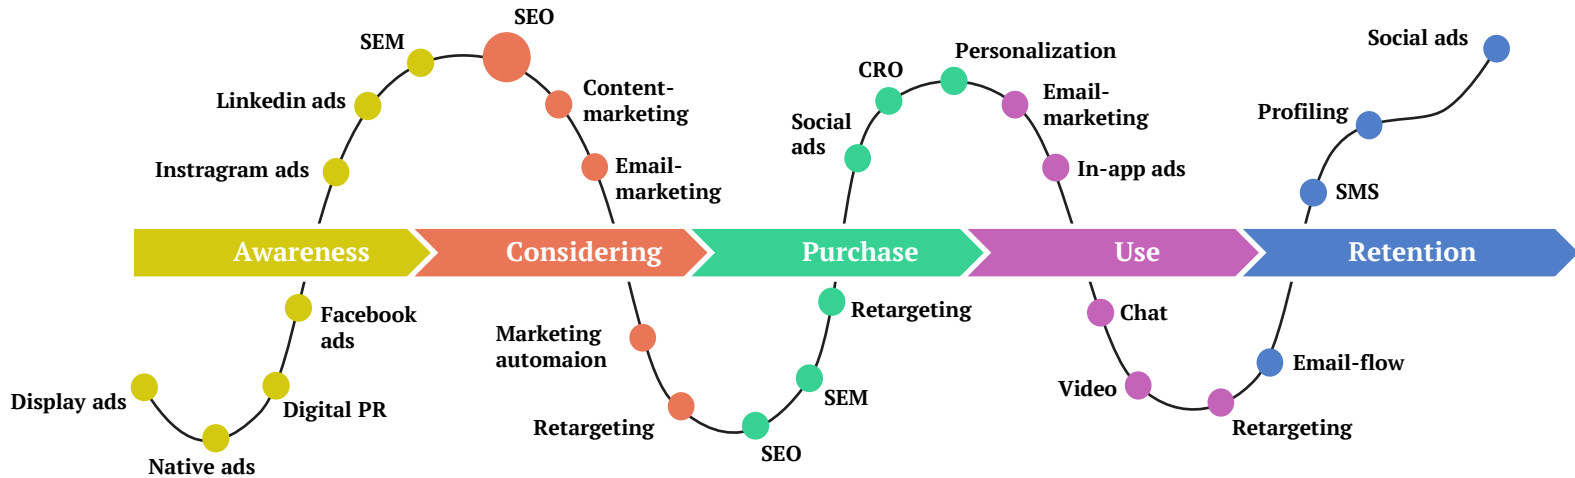 Display ads
Native ads
Digital PR
Facebook
ads
Instragram ads
Linkedin ads
SEM
SEO
Content-
marketing
Email-
marketing
Marketing
automaion
Retargeting
SEO
SEM
Retargeting
Social
ads
CRO
Personalization
Email-
marketing
In-app ads
Chat
Video
Retargeting
Email-flow
SMS
Profiling
Social ads
Awareness
Considering
Purchase
Use
Retention